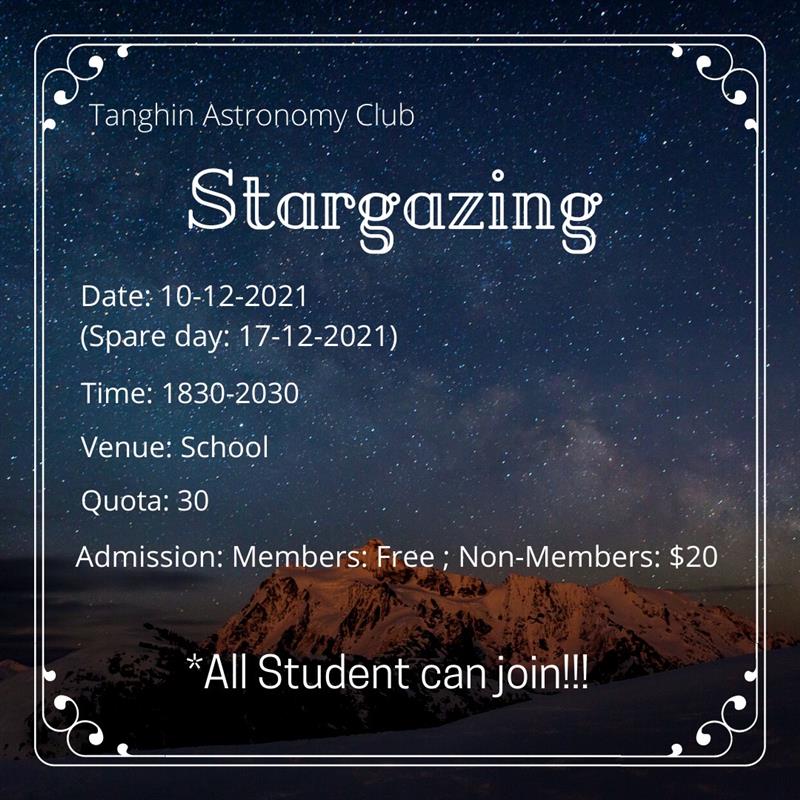 Tanghin Astronomy Club
Stargazing
Date: 10-12-2021
(Spare day: 17-12-2021)
Time: 1830-2030
Venue: School
Quota: 30
Admission: Members: Free ; Non-Members: $20
*All Student can join!!!